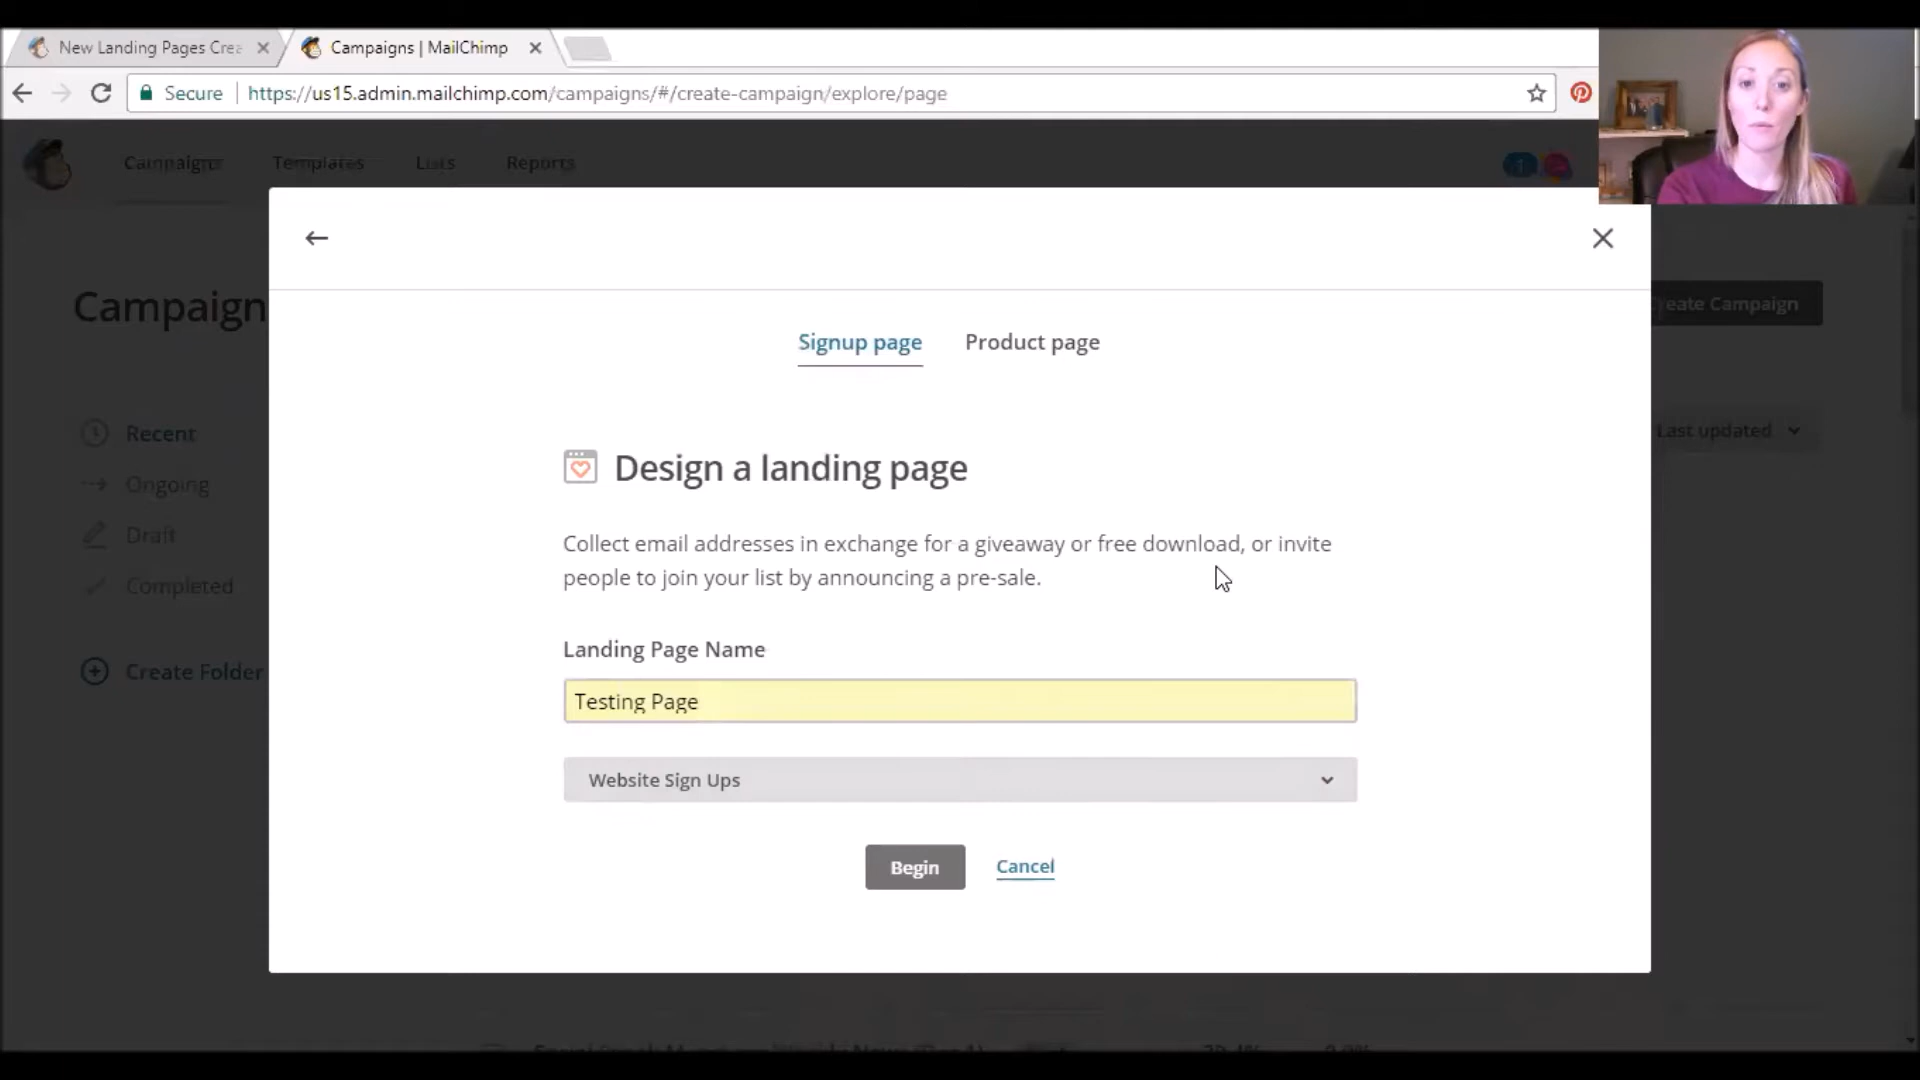 New Landing Pages Crea
Campaigns | MailChimp
Secure
https://us15.admin.mailchimp.com/campaigns/#/create-campaign/explore/page
Campaigns
Templates
Lists
Reports
Campaign
Create Campaign
Signup page
Product page
Recent
Last updated
Design a landing page
Ongoing
Draft
Collect email addresses in exchange for a giveaway or free download, or invite
people to join your list by announcing a pre-sale.
Completed
Landing Page Name
Create Folder
Testing Page
Website Sign Ups
Begin
Cancel